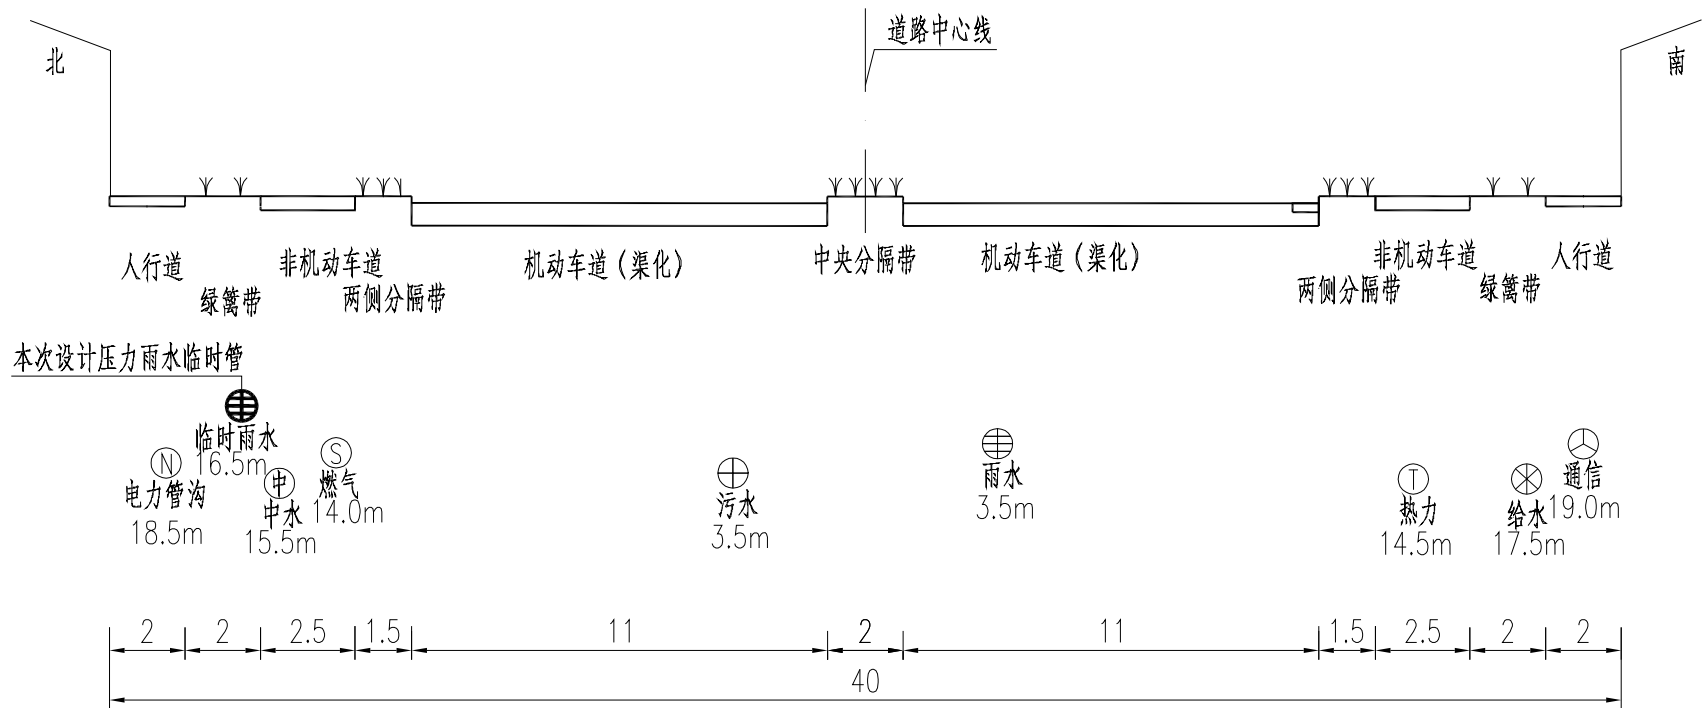 道路中心线
北
南
人行道
绿篱带
非机动车道
两侧分隔带
机动车道（渠化）
中央分隔带
机动车道（渠化）
两侧分隔带
非机动车道
绿篱带
人行道
本次设计压力雨水临时管
临时雨水
16.5m
N
电力管沟
18.5m
中
中水
15.5m
S
燃气
14.0m
污水
3.5m
雨水
3.5m
T
热力
14.5m
给水
17.5m
通信
19.0m
2 2 2.5 1.5 11 2 11 1.5 2.5 2 2
40